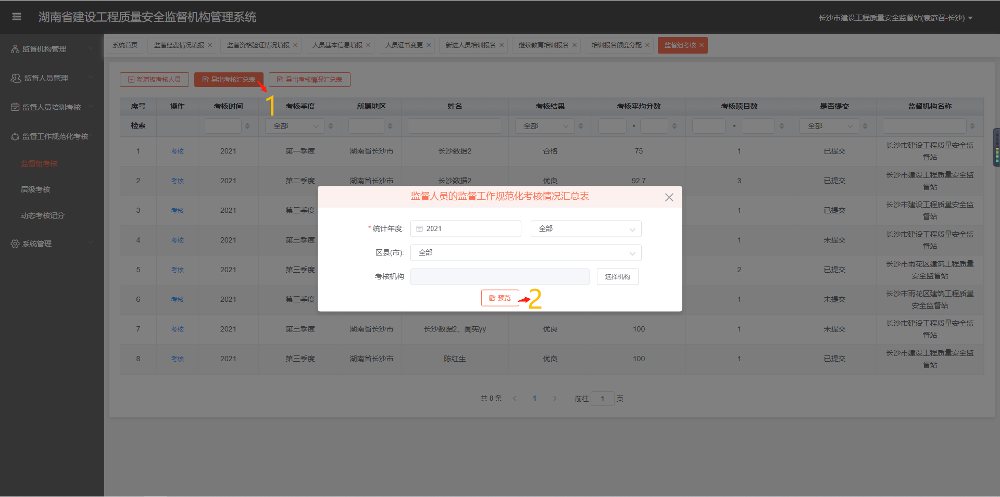 湖南省建设工程质量安全监督机构管理系统
长沙市建设工程质量安全监督站(袁彦召-长沙)
监督机构管理
监督人员管理
监督人员培训考核
监督工作规范化考核
监督组考核
层级考核
动态考核记分
系统管理
系统首页 监督经费情况填报 监督资格验证情况填报 人员基本信息填报 人员证书变更 新进人员培训报名 继续教育培训报名 培训报名额度分配 监督组考核
新增被考核人员 导出考核汇总表 导出考核情况汇总表
1
序号 操作 考核时间 考核季度 所属地区 姓名 考核结果 考核平均分数 考核项目数 是否提交 监督机构名称
检索 全部 全部 - - 全部
1 考核 2021 第一季度 湖南省长沙市 长沙数据2 合格 75 1 已提交 长沙市建设工程质量安全监
督站
2 考核 2021 第二季度 湖南省长沙市 长沙数据2 优良 92.7 3 已提交 长沙市建设工程质量安全监
督站
3 考核 2021 第三季度 1 已提交 长沙市建设工程质量安全监
督站
4 考核 2021 第三季度 1 未提交 长沙市建设工程质量安全监
督站
5 考核 2021 第三季度 2 已提交 长沙市雨花区建筑工程质量
安全监督站
6 考核 2021 第三季度 1 未提交 长沙市雨花区建筑工程质量
安全监督站
7 考核 2021 第三季度 湖南省长沙市 长沙数据2、闺宪yy 优良 100 1 未提交 长沙市建设工程质量安全监
督站
8 考核 2021 第三季度 湖南省长沙市 陈红生 优良 100 1 已提交 长沙市建设工程质量安全监
督站
共 8 条 1 前往 1 页
监督人员的监督工作规范化考核情况汇总表
*统计年度: 2021 全部
区县(市): 全部
考核机构 选择机构
预览 2